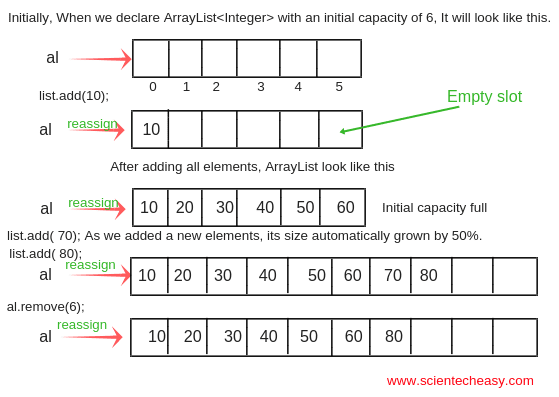 Initially, When we declare ArrayList<Integer> with an initial capacity of 6, It will look like this.
al
0 1 2 3 4 5
list.add(10);
Empty slot
al reassign 10
After adding all elements, ArrayList look like this
al reassign 10 20 30 40 50 60 Initial capacity full
list.add( 70); As we added a new elements, its size automatically grown by 50%.
list.add( 80);
al reassign 10 20 30 40 50 60 70 80
al.remove(6);
al reassign 10 20 30 40 50 60 80
www.scientecheasy.com